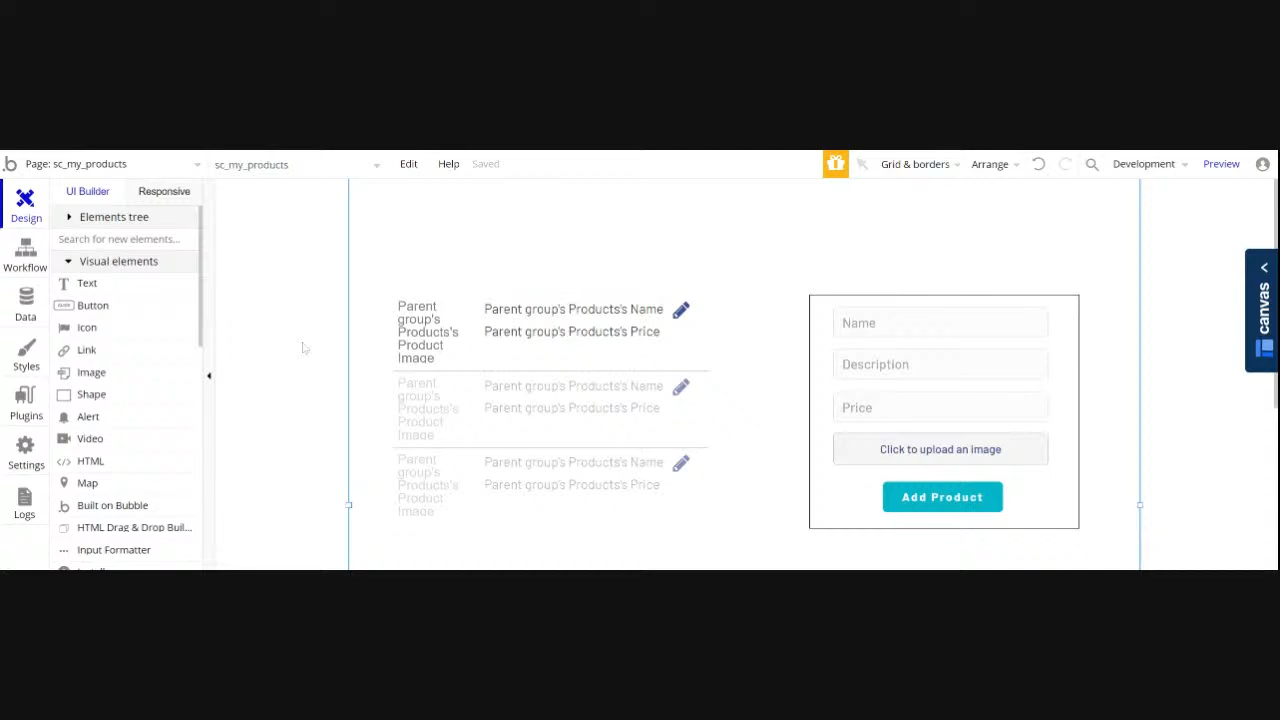 Page: sc_my_products
sc_my_products
Edit
Help
Saved
Grid & borders
Arrange
Development
Preview
Design
Workflow
Data
Styles
Plugins
Settings
Logs
UI Builder
Responsive
Elements tree
Search for new elements...
Visual elements
Text
Button
Icon
Link
Image
Shape
Alert
Video
HTML
Map
Built on Bubble
HTML Drag & Drop Buil...
Input Formatter
Parent
group's
Products's
Product
Image
Parent group's Products's Name
Parent group's Products's Price
Parent
group's
Products's
Product
Image
Parent group's Products's Name
Parent group's Products's Price
Parent
group's
Products's
Product
Image
Parent group's Products's Name
Parent group's Products's Price
Name
Description
Price
Click to upload an image
Add Product
canvas